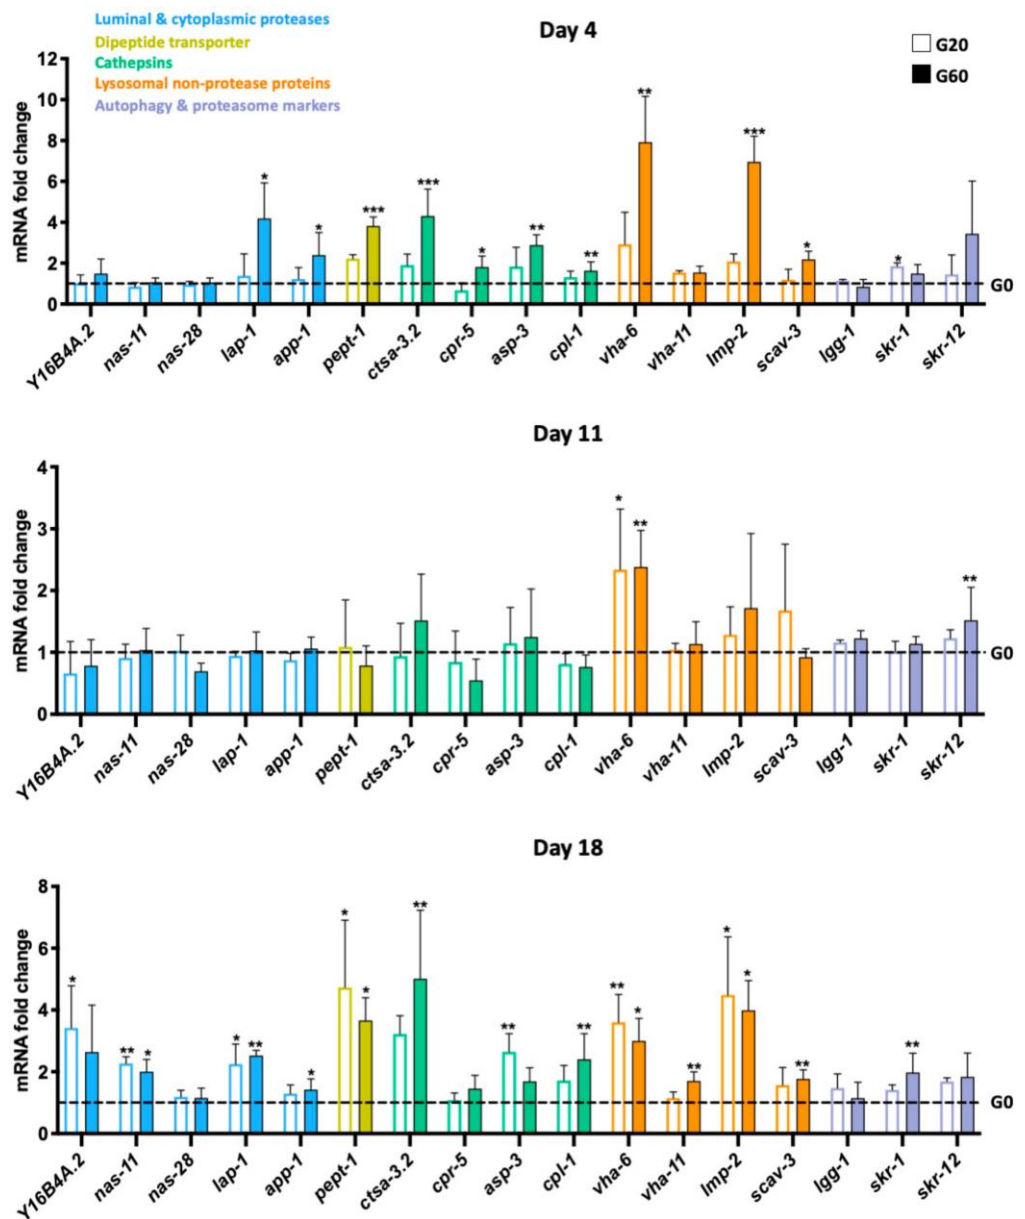 Luminal & cytoplasmic proteases
Dipeptide transporter
Cathepsins
Lysosomal non-protease proteins
Autophagy & proteasome markers
Day 4
G20
G60
mRNA fold change
12
10
8
6
4
2
0
* * *** *** * ** ** ** *** * *
G0
Y16B4A.2 nas-11 nas-28 lap-1 app-1 pept-1 ctsa-3.2 cpr-5 asp-3 cpl-1 vha-6 vha-11 lmp-2 scav-3 lgg-1 skr-1 skr-12
Day 11
mRNA fold change
4
3
2
1
0
* ** **
G0
Y16B4A.2 nas-11 nas-28 lap-1 app-1 pept-1 ctsa-3.2 cpr-5 asp-3 cpl-1 vha-6 vha-11 lmp-2 scav-3 lgg-1 skr-1 skr-12
Day 18
mRNA fold change
8
6
4
2
0
* ** * * ** * * * ** ** ** ** * ** * * ** **
G0
Y16B4A.2 nas-11 nas-28 lap-1 app-1 pept-1 ctsa-3.2 cpr-5 asp-3 cpl-1 vha-6 vha-11 lmp-2 scav-3 lgg-1 skr-1 skr-12